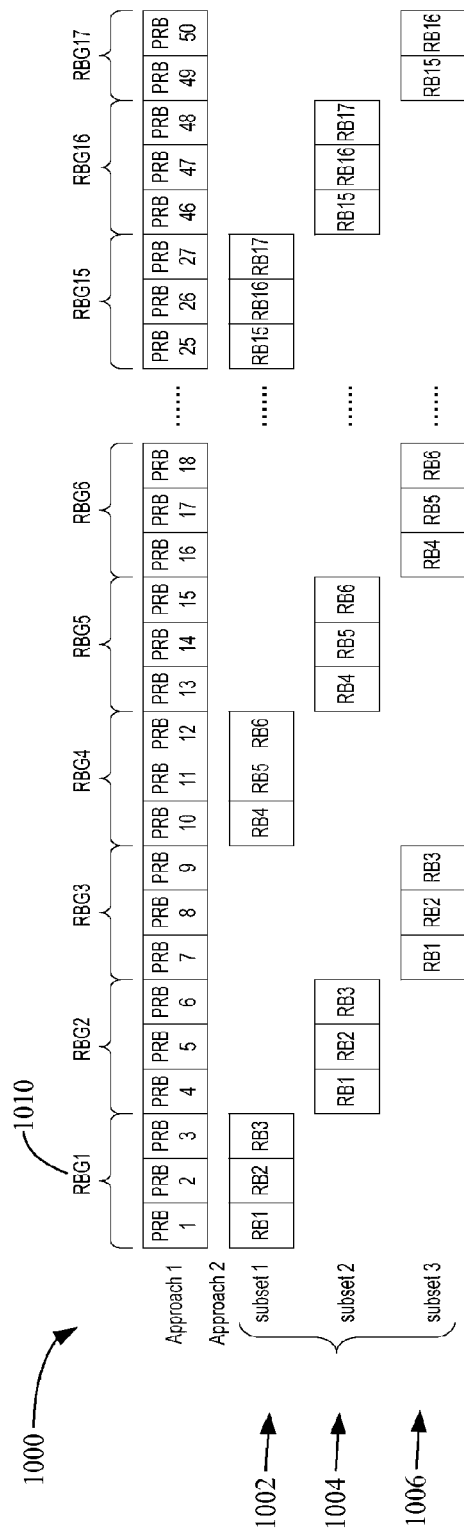 1000
1010
RBG1 RBG2 RBG3 RBG4 RBG5 RBG6 RBG15 RBG16 RBG17
Approach 1 PRB 1 PRB 2 PRB 3 PRB 4 PRB 5 PRB 6 PRB 7 PRB 8 PRB 9 PRB 10 PRB 11 PRB 12 PRB 13 PRB 14 PRB 15 PRB 16 PRB 17 PRB 18 ...... PRB 25 PRB 26 PRB 27 PRB 46 PRB 47 PRB 48 PRB 49 PRB 50
Approach 2
1002 subset 1 RB1 RB2 RB3 RB4 RB5 RB6 ...... RB15 RB16 RB17
1004 subset 2 RB1 RB2 RB3 RB4 RB5 RB6 ...... RB15 RB16 RB17
1006 subset 3 RB1 RB2 RB3 RB4 RB5 RB6 ...... RB15 RB16